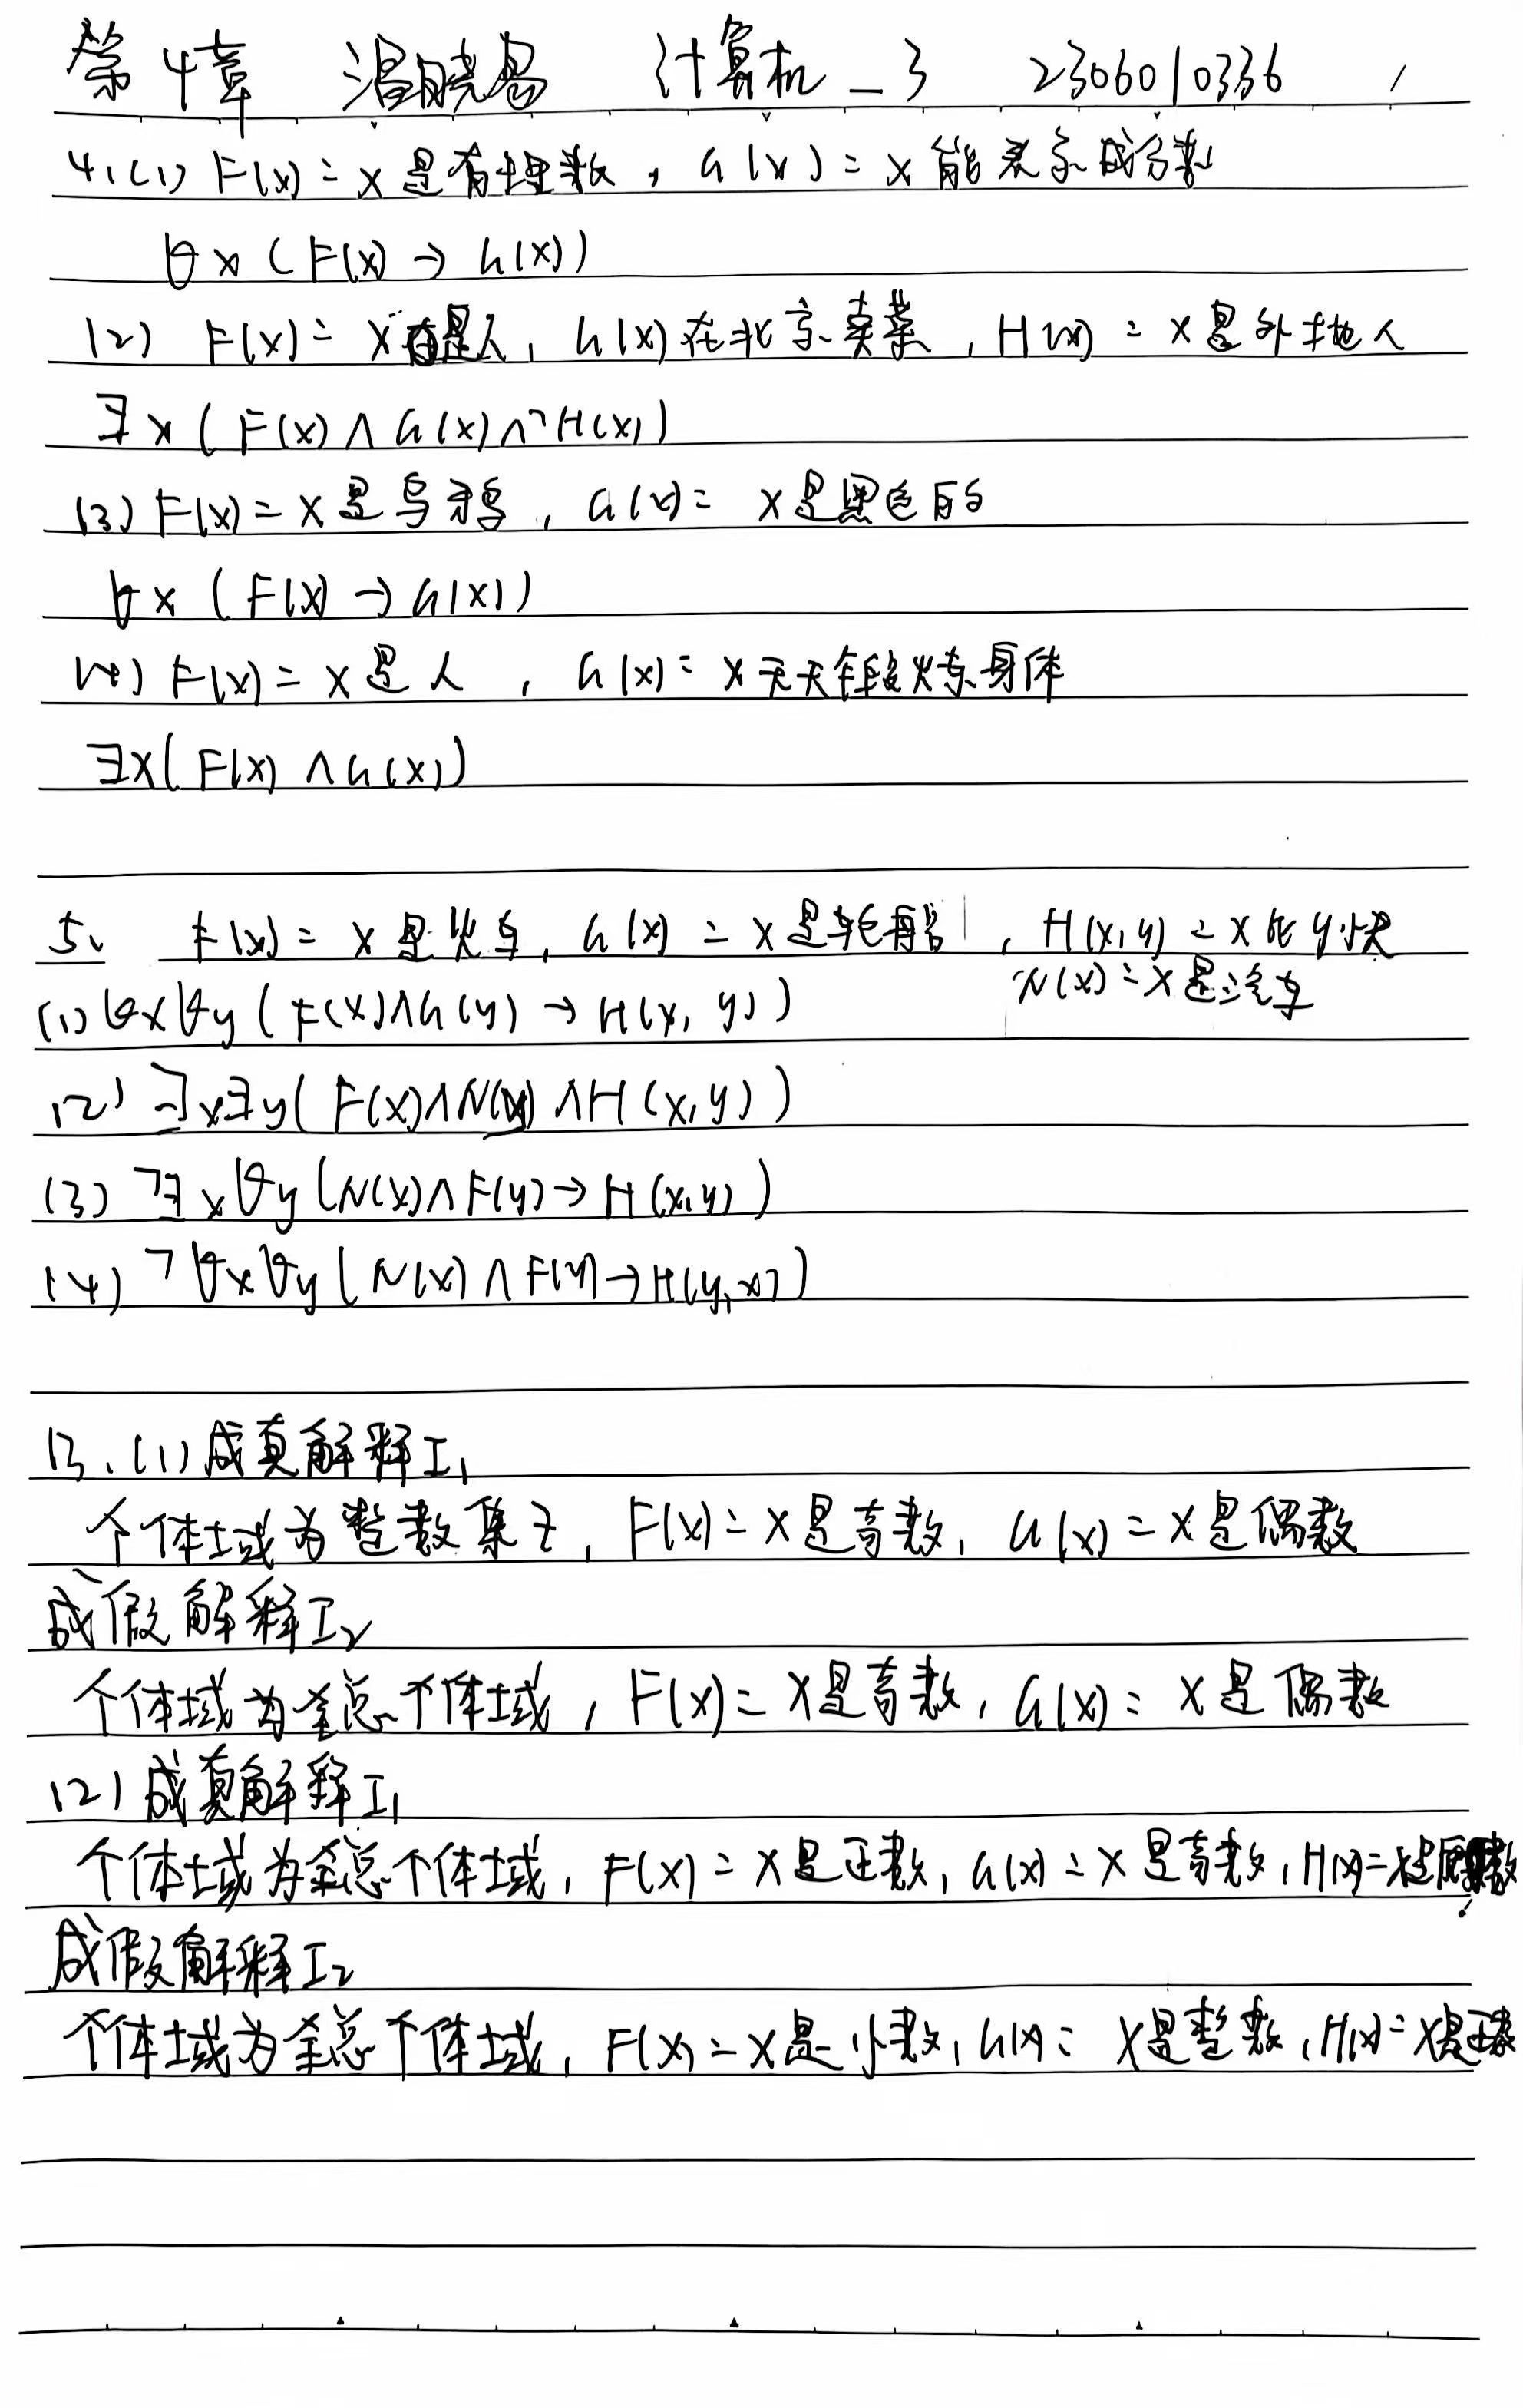 第4章 温晓 计算机_3 2306010336
4.(1) F(x)=x是有理数，G(x)=x能表示成分数
∀x(F(x)→G(x))
(2) F(x)=x是人，G(x)在北京卖菜，H(x)=x是外地人
∃x(F(x)∧G(x)∧¬H(x))
(3) F(x)=x是乌鸦，G(x)=x是黑色的
∀x(F(x)→G(x))
(4) F(x)=x是人，G(x)=x天天锻炼身体
∃x(F(x)∧G(x))
5、 F(x)=x是火车，G(x)=x是轮船，H(x,y)=x比y快
N(x)=x是汽车
(1)∀x∀y(F(x)∧G(y)→H(x,y))
(2)∃x∃y(F(x)∧N(y)∧H(x,y))
(3)¬∃x∀y(N(x)∧F(y)→H(x,y))
(4)¬∀x∀y(N(x)∧F(y)→H(y,x))
13.(1)成真解释I₁
个体域为整数集Z，F(x)=x是奇数，G(x)=x是偶数
成假解释I₂
个体域为全总个体域，F(x)=x是奇数，G(x)=x是偶数
(2)成真解释I₁
个体域为全总个体域，F(x)=x是正数，G(x)=x是奇数，H(x)=x是
成假解释I₂
个体域为全总个体域，F(x)=x是小数，G(x)=x是整数，H(x)=x是